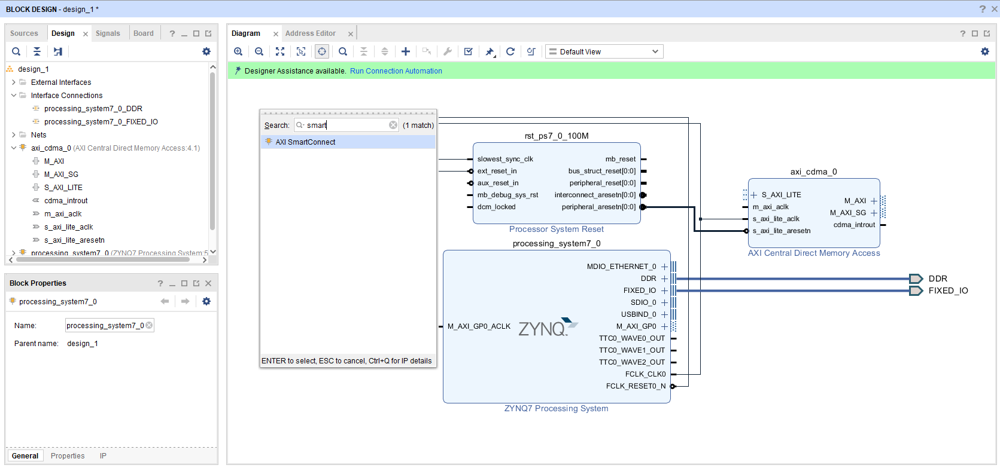 BLOCK DESIGN - design_1 *
Sources
Design
Signals
Board
design_1
External Interfaces
Interface Connections
processing_system7_0_DDR
processing_system7_0_FIXED_IO
Nets
axi_cdma_0 (AXI Central Direct Memory Access:4.1)
M_AXI
M_AXI_SG
S_AXI_LITE
cdma_introut
m_axi_aclk
s_axi_lite_aclk
s_axi_lite_aresetn
processing_system7_0 (ZYNQ7 Processing System:5
Block Properties
processing_system7_0
Name:
processing_system7_0
Parent name:
design_1
General
Properties
IP
Diagram
Address Editor
Default View
Designer Assistance available. Run Connection Automation
Search:
smart
(1 match)
AXI SmartConnect
ENTER to select, ESC to cancel, Ctrl+Q for IP details
rst_ps7_0_100M
slowest_sync_clk
ext_reset_in
aux_reset_in
mb_debug_sys_rst
dcm_locked
mb_reset
bus_struct_reset[0:0]
peripheral_reset[0:0]
interconnect_aresetn[0:0]
peripheral_aresetn[0:0]
Processor System Reset
axi_cdma_0
S_AXI_LITE
m_axi_aclk
s_axi_lite_aclk
s_axi_lite_aresetn
M_AXI
M_AXI_SG
cdma_introut
AXI Central Direct Memory Access
processing_system7_0
M_AXI_GP0_ACLK
ZYNQ
MDIO_ETHERNET_0
DDR
FIXED_IO
SDIO_0
USBIND_0
M_AXI_GP0
TTC0_WAVE0_OUT
TTC0_WAVE1_OUT
TTC0_WAVE2_OUT
FCLK_CLK0
FCLK_RESET0_N
ZYNQ7 Processing System
DDR
FIXED_IO